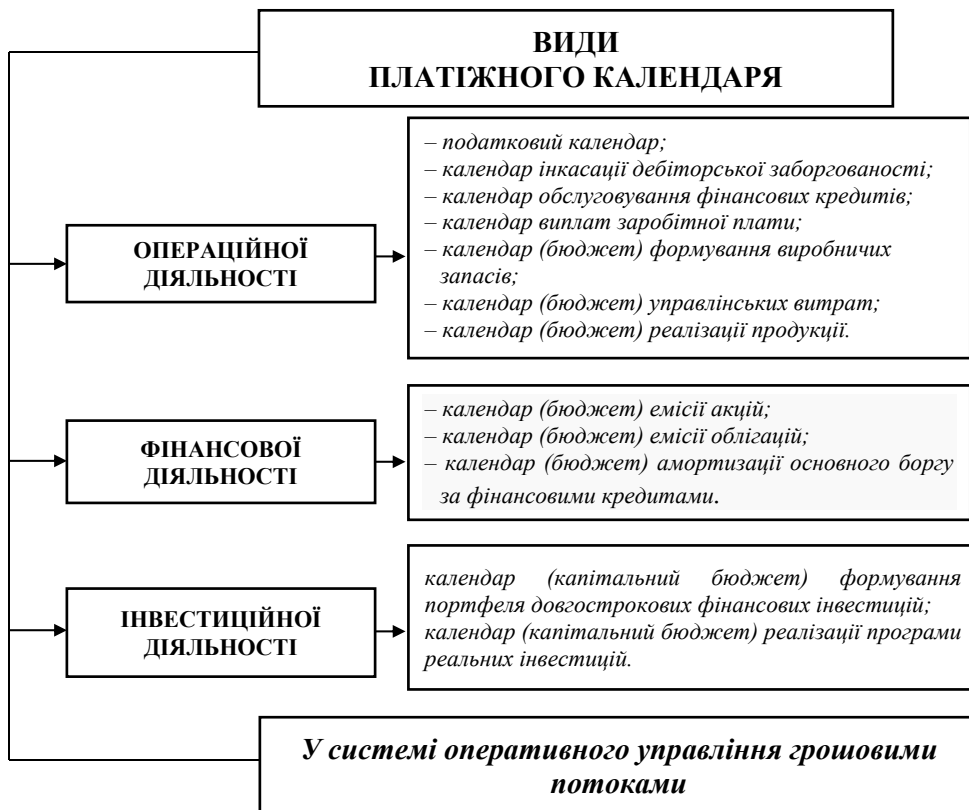 ВИДИ
ПЛАТІЖНОГО КАЛЕНДАРЯ
ОПЕРАЦІЙНОЇ
ДІЯЛЬНОСТІ
– податковий календар;
– календар інкасації дебіторської заборгованості;
– календар обслуговування фінансових кредитів;
– календар виплат заробітної плати;
– календар (бюджет) формування виробничих
запасів;
– календар (бюджет) управлінських витрат;
– календар (бюджет) реалізації продукції.
ФІНАНСОВОЇ
ДІЯЛЬНОСТІ
– календар (бюджет) емісії акцій;
– календар (бюджет) емісії облігацій;
– календар (бюджет) амортизації основного боргу
за фінансовими кредитами.
ІНВЕСТИЦІЙНОЇ
ДІЯЛЬНОСТІ
календар (капітальний бюджет) формування
портфеля довгострокових фінансових інвестицій;
календар (капітальний бюджет) реалізації програми
реальних інвестицій.
У системі оперативного управління грошовими
потоками